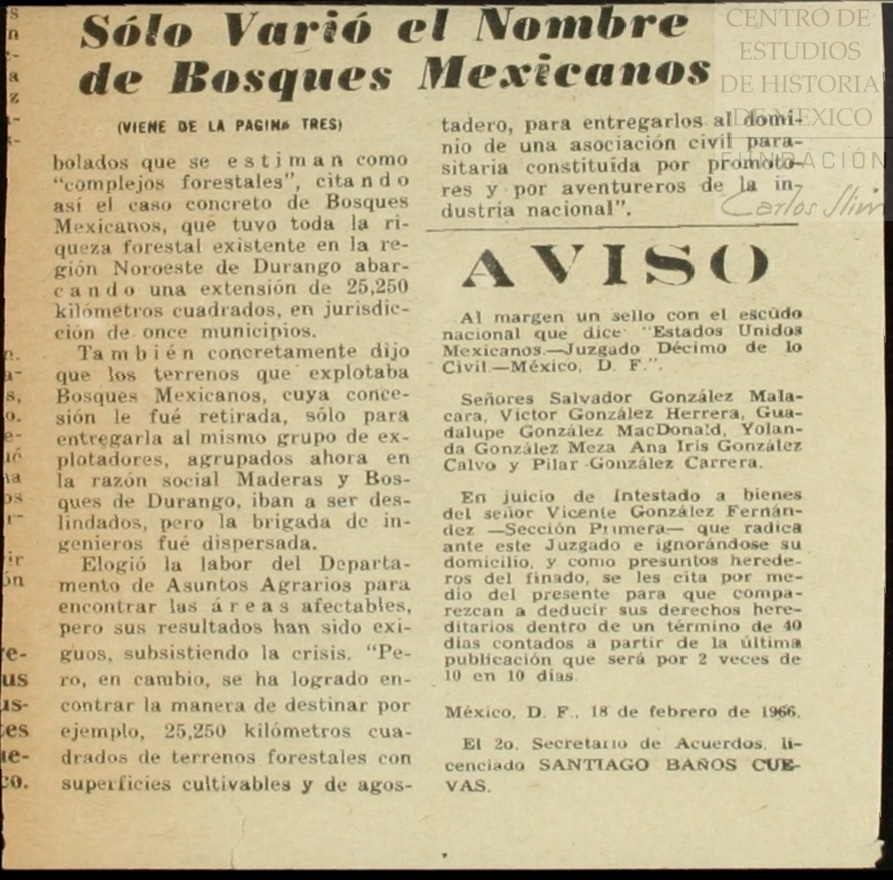 Sólo Varió el Nombre
de Bosques Mexicanos
(VIENE DE LA PAGINA TRES)
bolados que se estiman como
"complejos forestales", citando
así el caso concreto de Bosques
Mexicanos, que tuvo toda la ri-
queza forestal existente en la re-
gión Noroeste de Durango abar-
cando una extensión de 25,250
kilómetros cuadrados, en jurisdic-
ción de once municipios.
También concretamente dijo
que los terrenos que explotaba
Bosques Mexicanos, cuya conce-
sión le fué retirada, sólo para
entregarla al mismo grupo de ex-
plotadores, agrupados ahora en
la razón social Maderas y Bos-
ques de Durango, iban a ser des-
lindados, pero la brigada de in-
genieros fué dispersada.
Elogió la labor del Departa-
mento de Asuntos Agrarios para
encontrar las áreas afectables,
pero sus resultados han sido exi-
guos, subsistiendo la crisis. "Pe-
ro, en cambio, se ha logrado en-
contrar la manera de destinar por
ejemplo, 25,250 kilómetros cua-
drados de terrenos forestales con
superficies cultivables y de agos-
tadero, para entregarlos al domi-
nio de una asociación civil para-
sitaria constituída por promoto-
res y por aventureros de la in-
dustria nacional".
AVISO
Al margen un sello con el escudo
nacional que dice "Estados Unidos
Mexicanos.—Juzgado Décimo de lo
Civil.—México, D. F.".
Señores Salvador González Mala-
cara, Victor González Herrera, Gua-
dalupe González MacDonald, Yolan-
da González Meza Ana Iris González
Calvo y Pilar González Carrera.
En juicio de Intestado a bienes
del señor Vicente González Fernán-
dez —Sección Primera— que radica
ante este Juzgado e ignorándose su
domicilio, y como presuntos herede-
ros del finado, se les cita por me-
dio del presente para que compa-
rezcan a deducir sus derechos here-
ditarios dentro de un término de 40
días contados a partir de la última
publicación que será por 2 veces de
10 en 10 días.
México, D. F., 18 de febrero de 1966.
El 2o. Secretario de Acuerdos, li-
cenciado SANTIAGO BAÑOS CUE-
VAS.
CENTRO DE
ESTUDIOS
DE HISTORIA
DE MEXICO
FUNDACIÓN
Carlos Slim